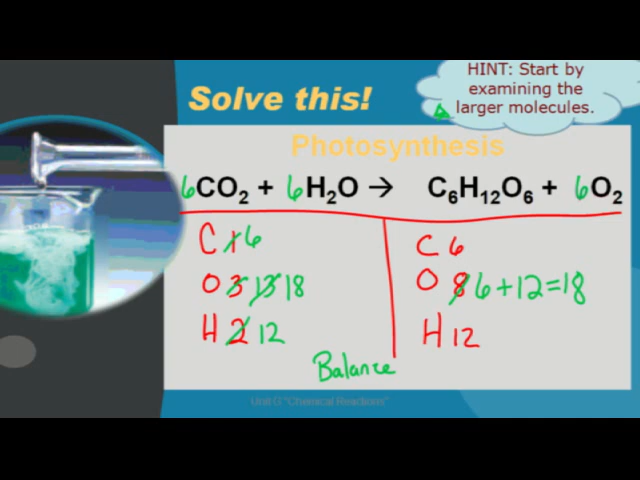 HINT: Start by
examining the
larger molecules.
Solve this!
Photosynthesis
6CO₂ + 6H₂O → C₆H₁₂O₆ + 6O₂
C 1 6
C 6
O 3 13 18
O 8 6+12=18
H 2 12
H 12
Balance
Unit G "Chemical Reactions"